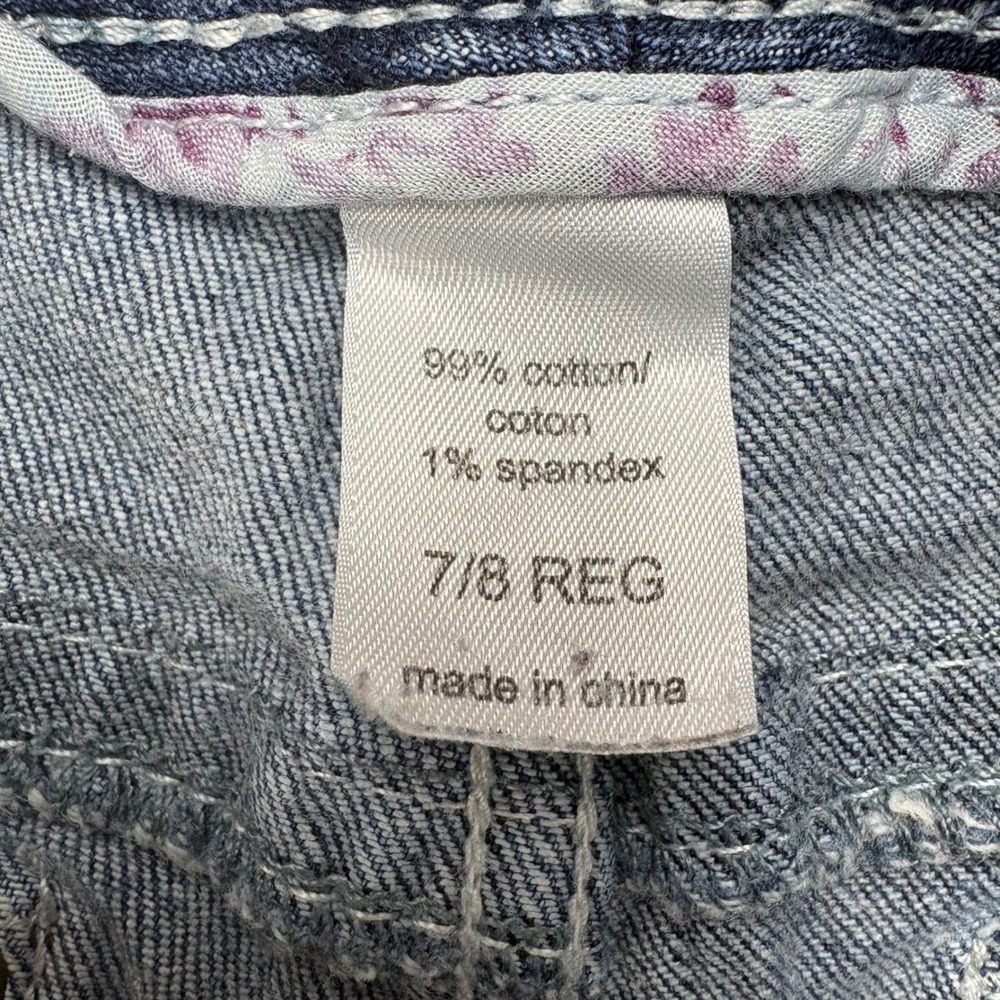 99% cotton/
coton
1% spandex
7/8 REG
made in china